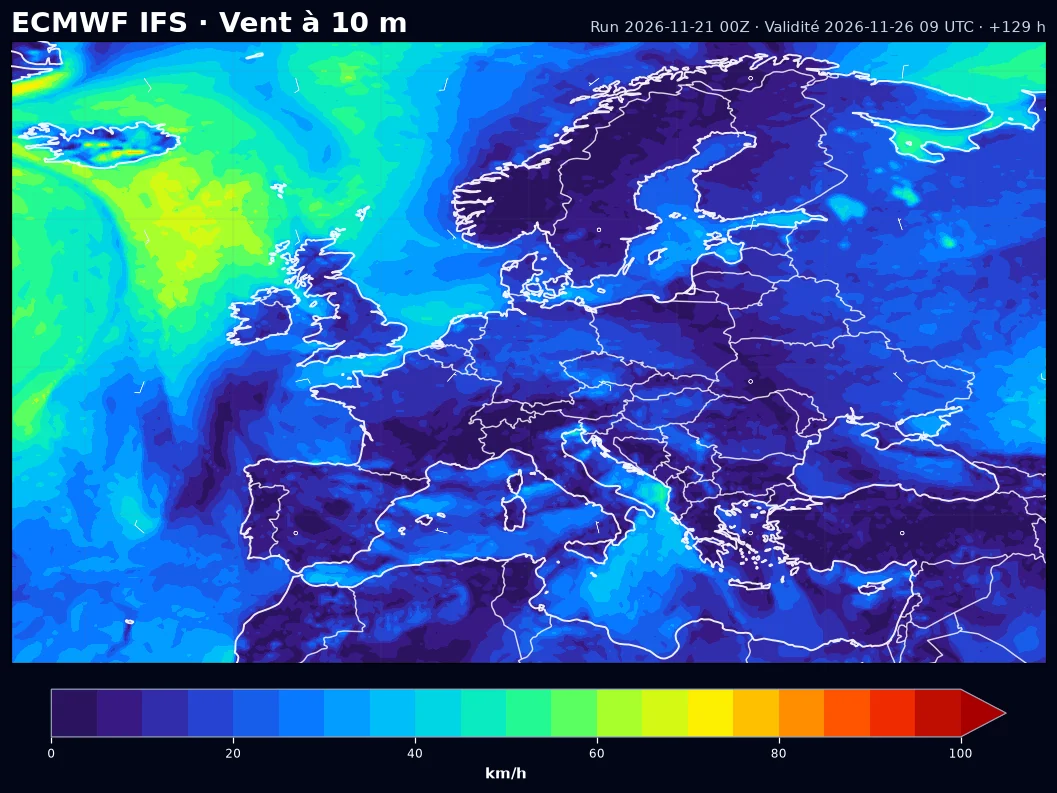 ECMWF IFS · Vent à 10 m
Run 2026-11-21 00Z · Validité 2026-11-26 09 UTC · +129 h
0 20 40 60 80 100
km/h